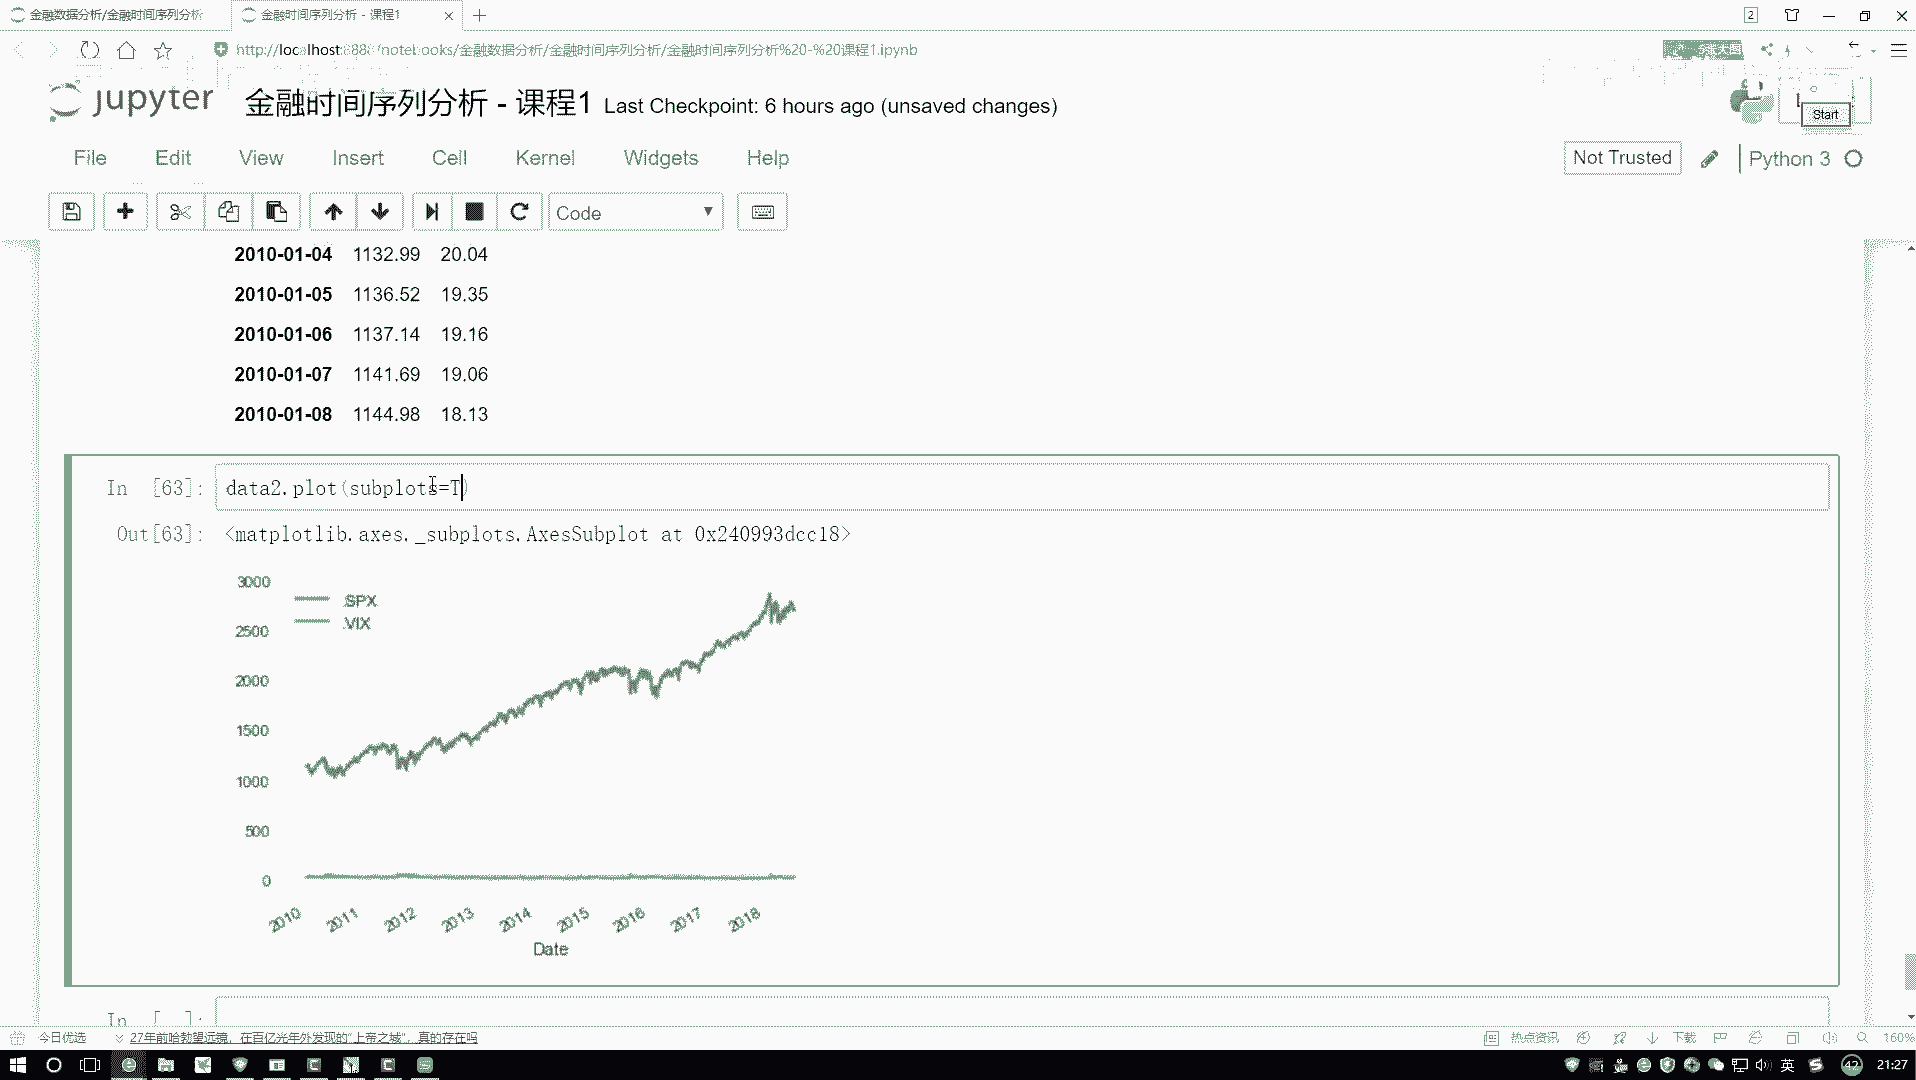 金融数据分析/金融时间序列分析
金融时间序列分析 - 课程1
2
http://localhost:8888/notebooks/金融数据分析/金融时间序列分析/金融时间序列分析%20-%20课程1.ipynb
jupyter
金融时间序列分析 - 课程1 Last Checkpoint: 6 hours ago (unsaved changes)
Start
File Edit View Insert Cell Kernel Widgets Help
Not Trusted
Python 3
Code
2010-01-04 1132.99 20.04
2010-01-05 1136.52 19.35
2010-01-06 1137.14 19.16
2010-01-07 1141.69 19.06
2010-01-08 1144.98 18.13
In [63]: data2.plot(subplots=T)
Out[63]: <matplotlib.axes._subplots.AxesSubplot at 0x240993dcc18>
3000
.SPX
.VIX
2500
2000
1500
1000
500
0
2010 2011 2012 2013 2014 2015 2016 2017 2018
Date
In [ ]:
今日优选
27年前哈勃望远镜，在百亿光年外发现的"上帝之城"，真的存在吗
热点资讯
下载
160%
英
42
21:27